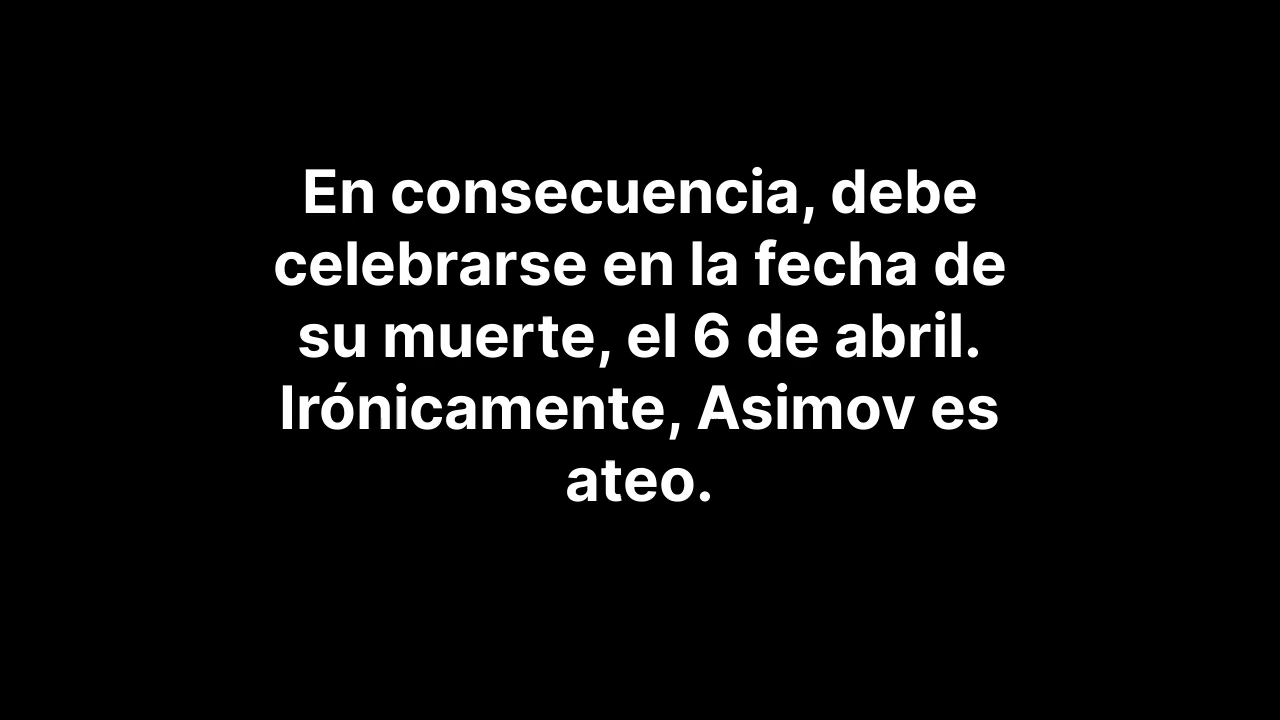 En consecuencia, debe
celebrarse en la fecha de
su muerte, el 6 de abril.
Irónicamente, Asimov es
ateo.